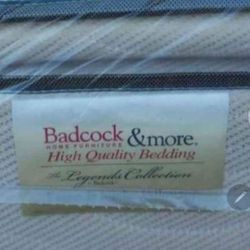 Badcock &more.
HOME FURNITURE
High Quality Bedding
The Legends Collection